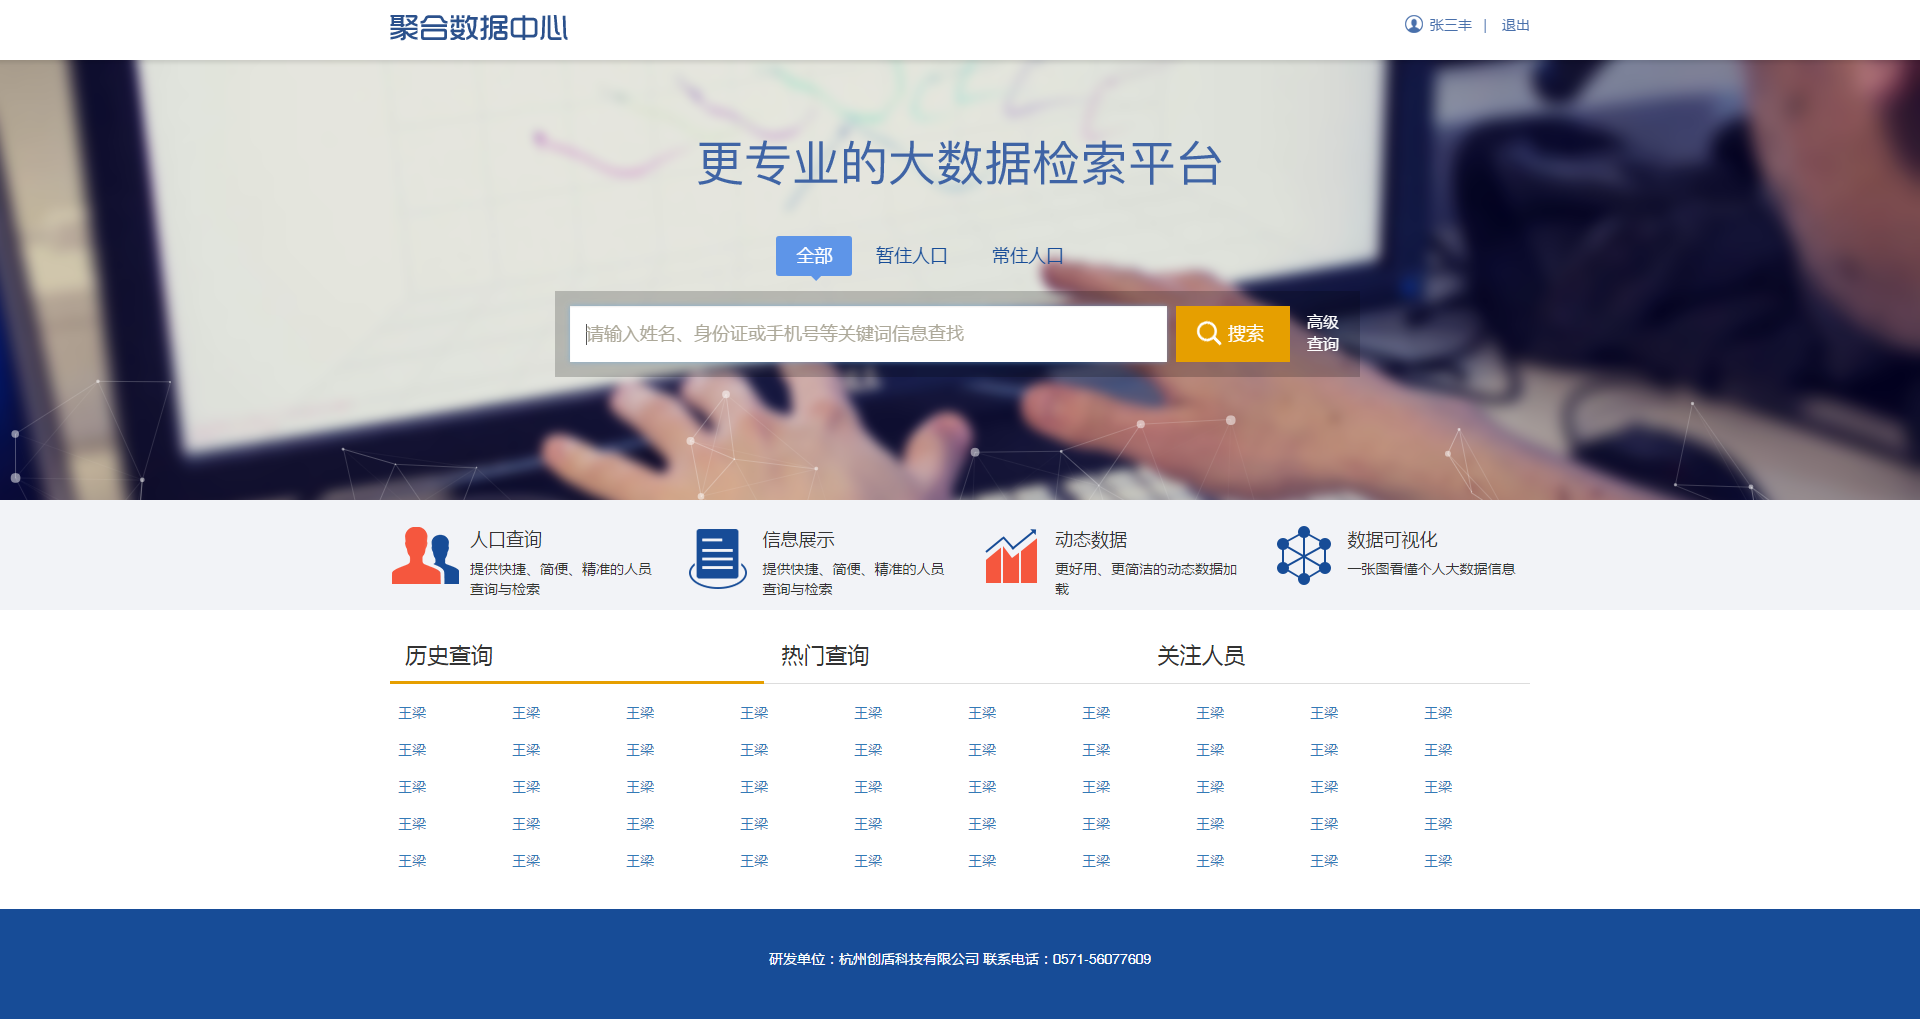 聚合数据中心
张三丰 | 退出
更专业的大数据检索平台
全部 暂住人口 常住人口
请输入姓名、身份证或手机号等关键词信息查找
搜索
高级
查询
人口查询
提供快捷、简便、精准的人员
查询与检索
信息展示
提供快捷、简便、精准的人员
查询与检索
动态数据
更好用、更简洁的动态数据加
载
数据可视化
一张图看懂个人大数据信息
历史查询 热门查询 关注人员
王梁 王梁 王梁 王梁 王梁 王梁 王梁 王梁 王梁 王梁
王梁 王梁 王梁 王梁 王梁 王梁 王梁 王梁 王梁 王梁
王梁 王梁 王梁 王梁 王梁 王梁 王梁 王梁 王梁 王梁
王梁 王梁 王梁 王梁 王梁 王梁 王梁 王梁 王梁 王梁
王梁 王梁 王梁 王梁 王梁 王梁 王梁 王梁 王梁 王梁
研发单位：杭州创盾科技有限公司 联系电话：0571-56077609